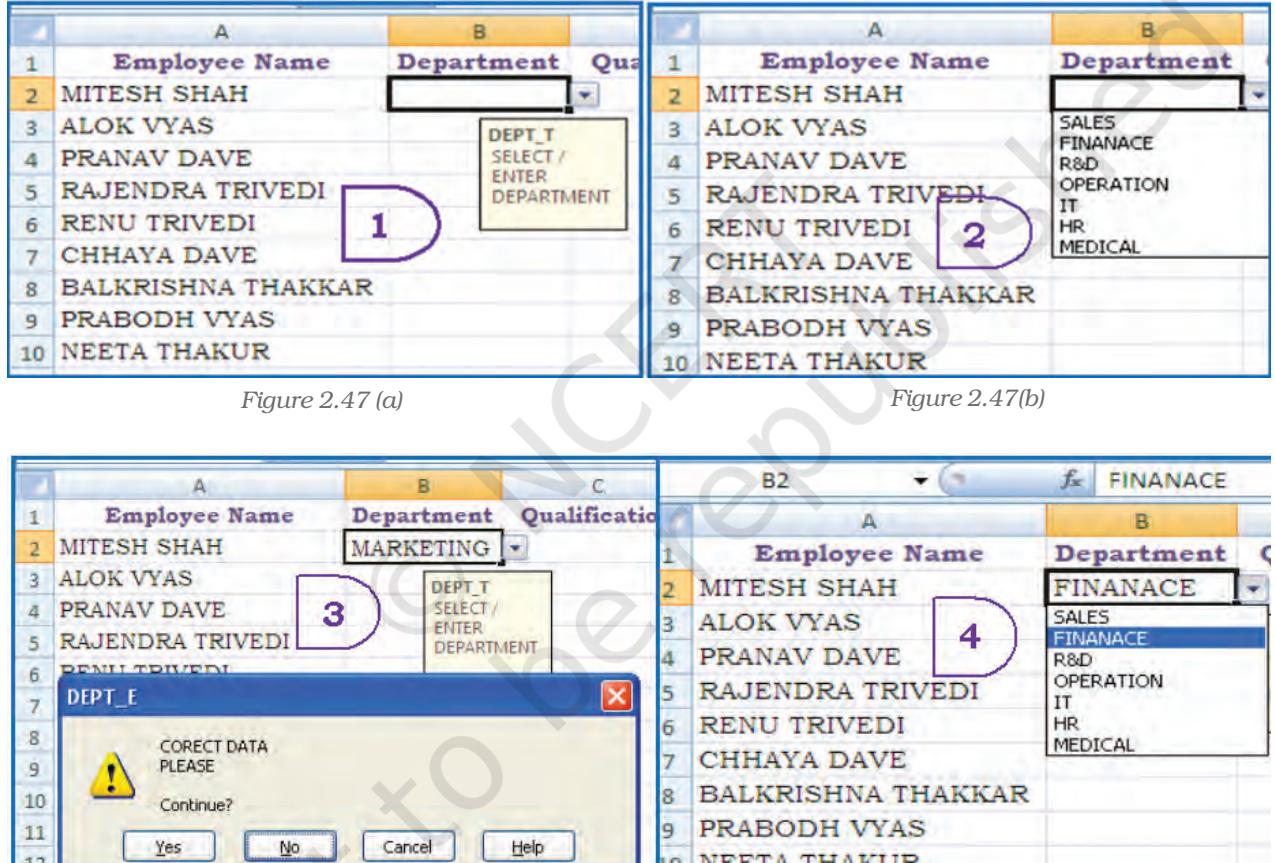 A B
1 Employee Name Department Qua
2 MITESH SHAH
3 ALOK VYAS
4 PRANAV DAVE
5 RAJENDRA TRIVEDI
6 RENU TRIVEDI
7 CHHAYA DAVE
8 BALKRISHNA THAKKAR
9 PRABODH VYAS
10 NEETA THAKUR
DEPT_T
SELECT /
ENTER
DEPARTMENT
1
Figure 2.47 (a)
A B
1 Employee Name Department
2 MITESH SHAH
3 ALOK VYAS
4 PRANAV DAVE
5 RAJENDRA TRIVEDI
6 RENU TRIVEDI
7 CHHAYA DAVE
8 BALKRISHNA THAKKAR
9 PRABODH VYAS
10 NEETA THAKUR
SALES
FINANACE
R&D
OPERATION
IT
HR
MEDICAL
2
Figure 2.47(b)
A B C
1 Employee Name Department Qualificatio
2 MITESH SHAH MARKETING
3 ALOK VYAS
4 PRANAV DAVE
5 RAJENDRA TRIVEDI
6 RENU TRIVEDI
7
8
9
10
11
12
DEPT_T
SELECT /
ENTER
DEPARTMENT
3
DEPT_E
CORECT DATA
PLEASE
Continue?
Yes No Cancel Help
B2 fx FINANACE
A B
1 Employee Name Department
2 MITESH SHAH FINANACE
3 ALOK VYAS
4 PRANAV DAVE
5 RAJENDRA TRIVEDI
6 RENU TRIVEDI
7 CHHAYA DAVE
8 BALKRISHNA THAKKAR
9 PRABODH VYAS
10 NEETA THAKUR
SALES
FINANACE
R&D
OPERATION
IT
HR
MEDICAL
4
© NCERT
not to be republished